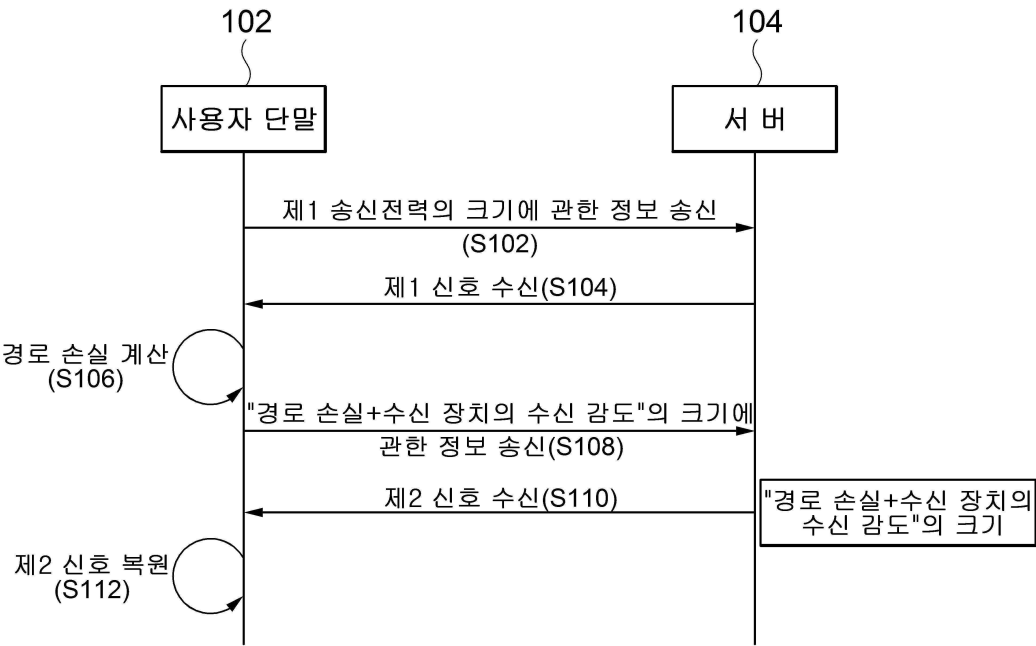 102
104
사용자 단말
서 버
제1 송신전력의 크기에 관한 정보 송신
(S102)
제1 신호 수신(S104)
경로 손실 계산
(S106)
"경로 손실+수신 장치의 수신 감도"의 크기에
관한 정보 송신(S108)
제2 신호 수신(S110)
"경로 손실+수신 장치의
수신 감도"의 크기
제2 신호 복원
(S112)